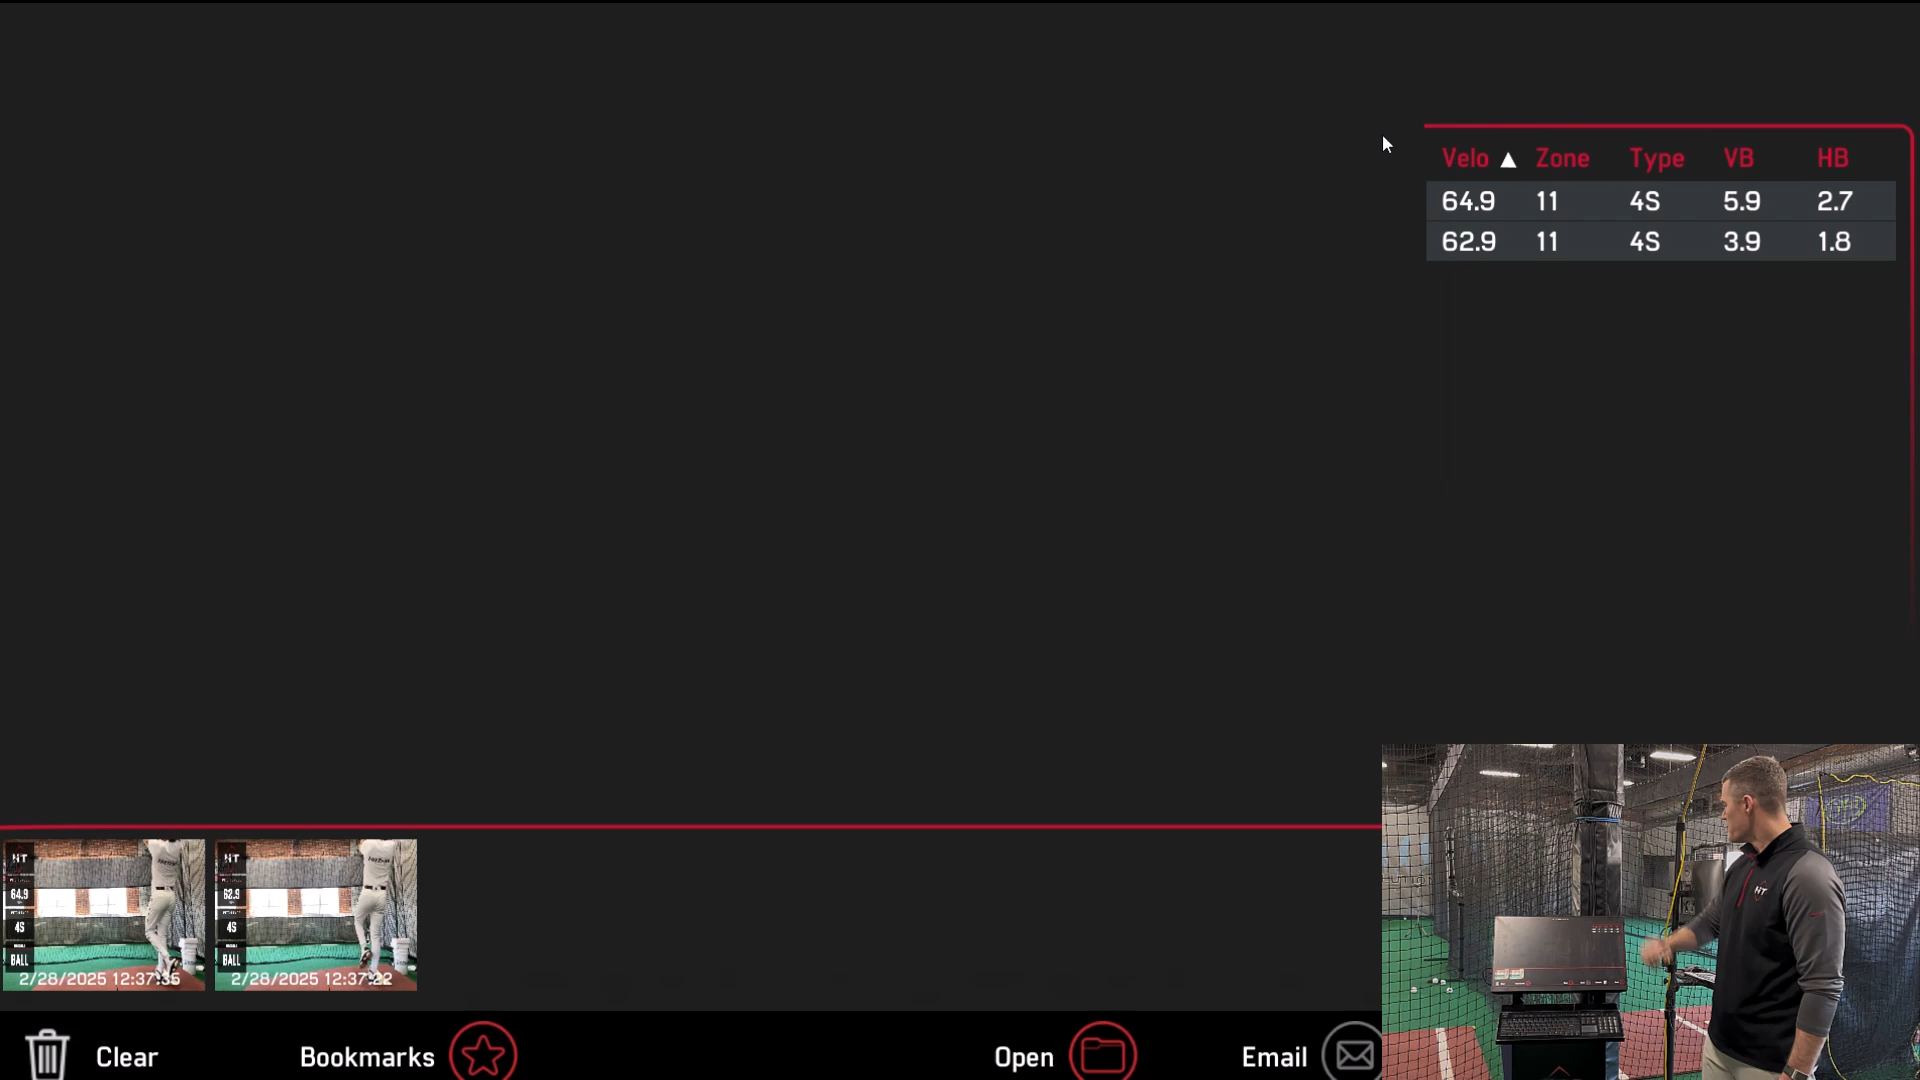 Velo ▲ Zone Type VB HB
64.9 11 4S 5.9 2.7
62.9 11 4S 3.9 1.8
HT
64.9
4S
BALL
2/28/2025 12:37:35
HT
62.9
4S
BALL
2/28/2025 12:37:22
Clear
Bookmarks
Open
Email
HT